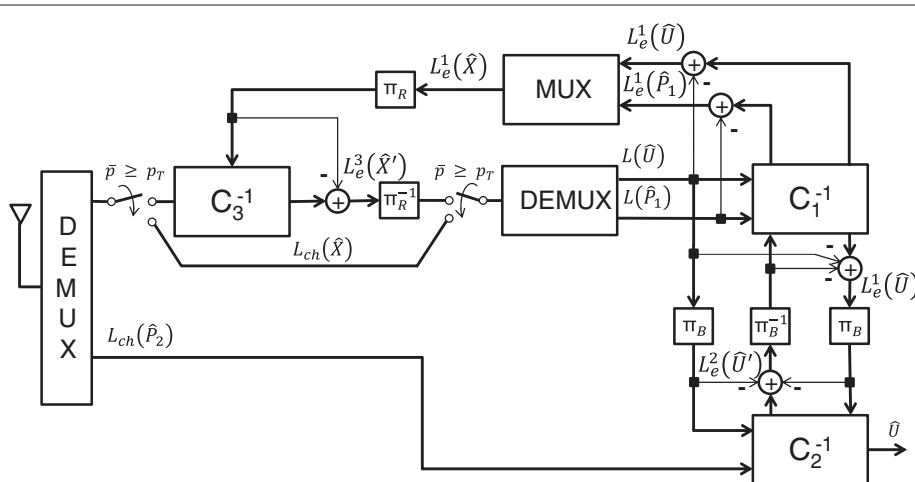 L_e^1(Û)
L_e^1(X̂)
L_e^1(P̂_1)
π_R
MUX
-
-
p̄ ≥ p_T
L_e^3(X̂′)
p̄ ≥ p_T
-
C_3^{-1}
+
π_R^{-1}
DEMUX
L(Û)
L(P̂_1)
C_1^{-1}
L_ch(X̂)
DEMUX
-
-
+
L_e^1(Û)
π_B
π_B^{-1}
π_B
L_ch(P̂_2)
L_e^2(Û′)
-
+
-
C_2^{-1}
Û